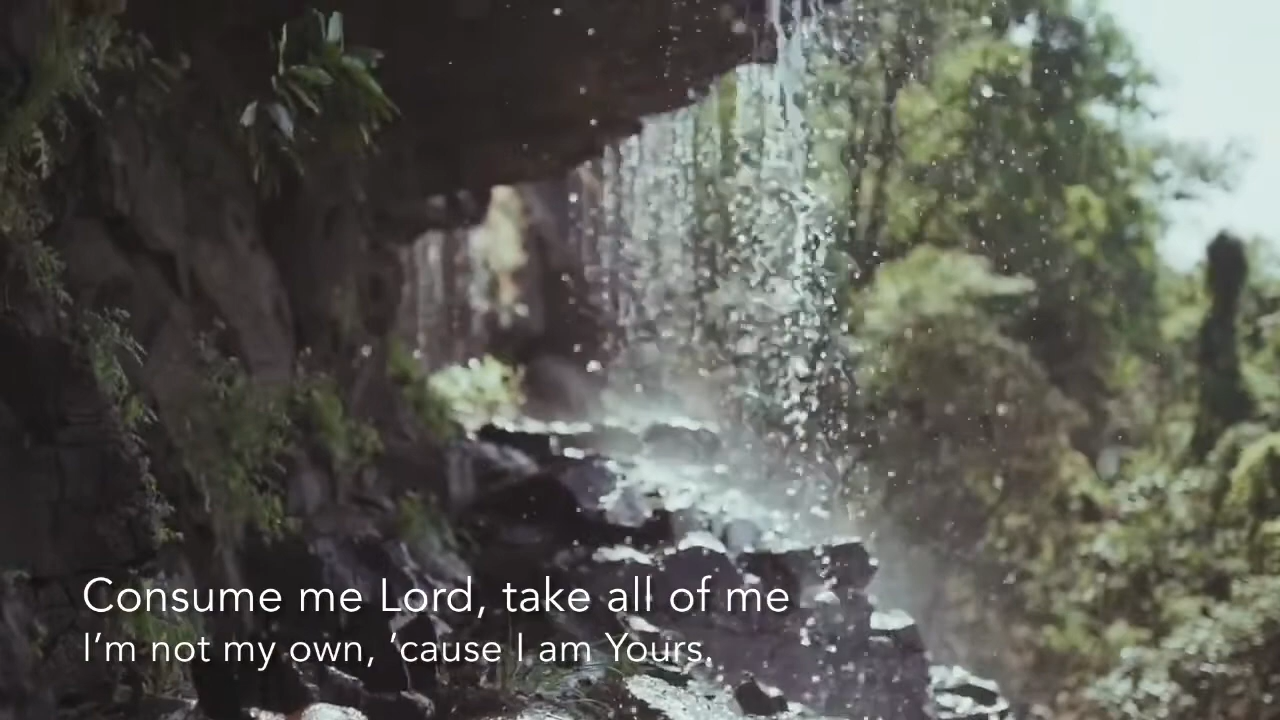 Consume me Lord, take all of me
I’m not my own, ‘cause I am Yours.